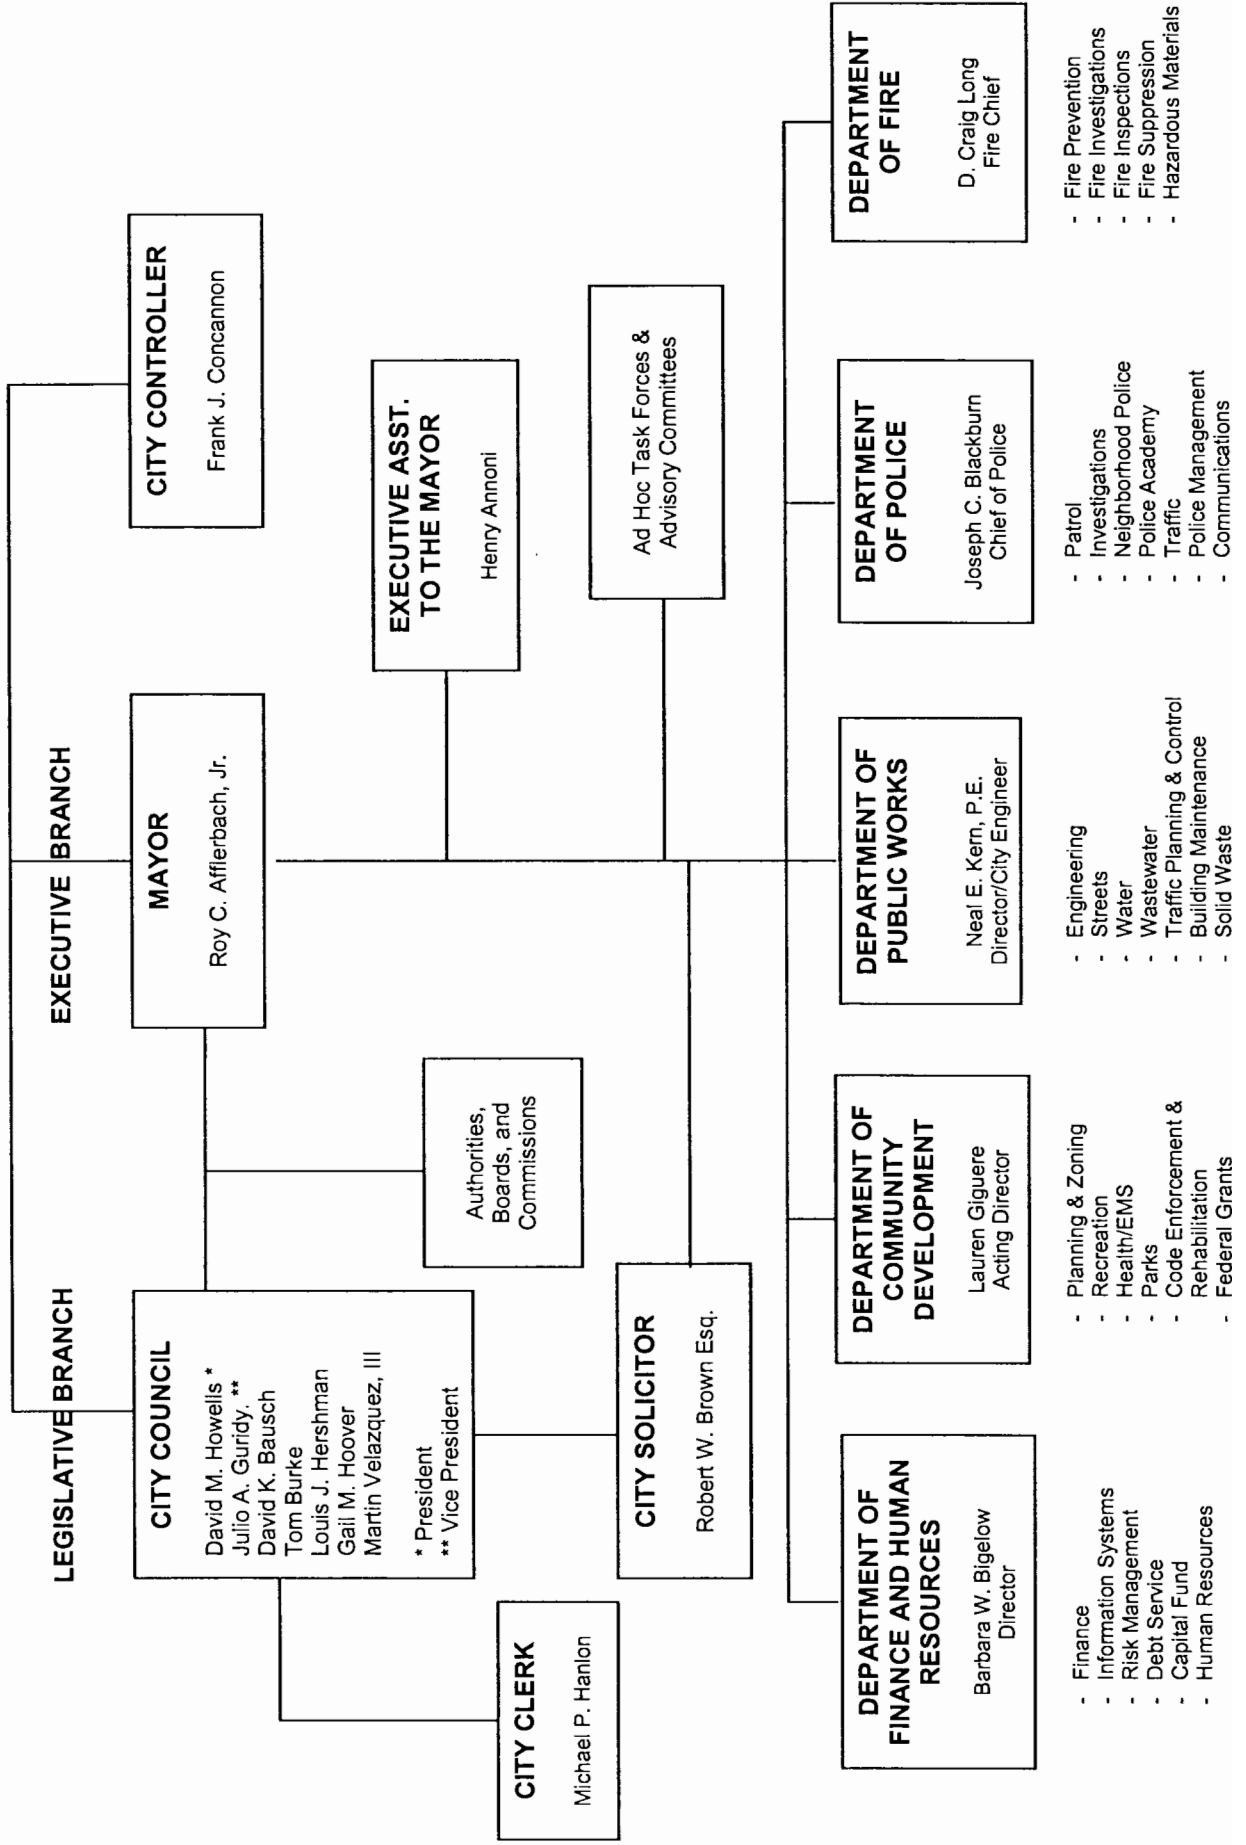 LEGISLATIVE BRANCH
EXECUTIVE BRANCH
CITY COUNCIL
David M. Howells *
Julio A. Guridy. **
David K. Bausch
Tom Burke
Louis J. Hershman
Gail M. Hoover
Martin Velazquez, III
* President
** Vice President
MAYOR
Roy C. Afflerbach, Jr.
CITY CONTROLLER
Frank J. Concannon
Authorities,
Boards, and
Commissions
EXECUTIVE ASST.
TO THE MAYOR
Henry Annoni
CITY CLERK
Michael P. Hanlon
CITY SOLICITOR
Robert W. Brown Esq.
Ad Hoc Task Forces &
Advisory Committees
DEPARTMENT OF
FINANCE AND HUMAN
RESOURCES
Barbara W. Bigelow
Director
- Finance
- Information Systems
- Risk Management
- Debt Service
- Capital Fund
- Human Resources
DEPARTMENT OF
COMMUNITY
DEVELOPMENT
Lauren Giguere
Acting Director
- Planning & Zoning
- Recreation
- Health/EMS
- Parks
- Code Enforcement &
Rehabilitation
- Federal Grants
DEPARTMENT OF
PUBLIC WORKS
Neal E. Kern, P.E.
Director/City Engineer
- Engineering
- Streets
- Water
- Wastewater
- Traffic Planning & Control
- Building Maintenance
- Solid Waste
DEPARTMENT
OF POLICE
Joseph C. Blackburn
Chief of Police
- Patrol
- Investigations
- Neighborhood Police
- Police Academy
- Traffic
- Police Management
- Communications
DEPARTMENT
OF FIRE
D. Craig Long
Fire Chief
- Fire Prevention
- Fire Investigations
- Fire Inspections
- Fire Suppression
- Hazardous Materials